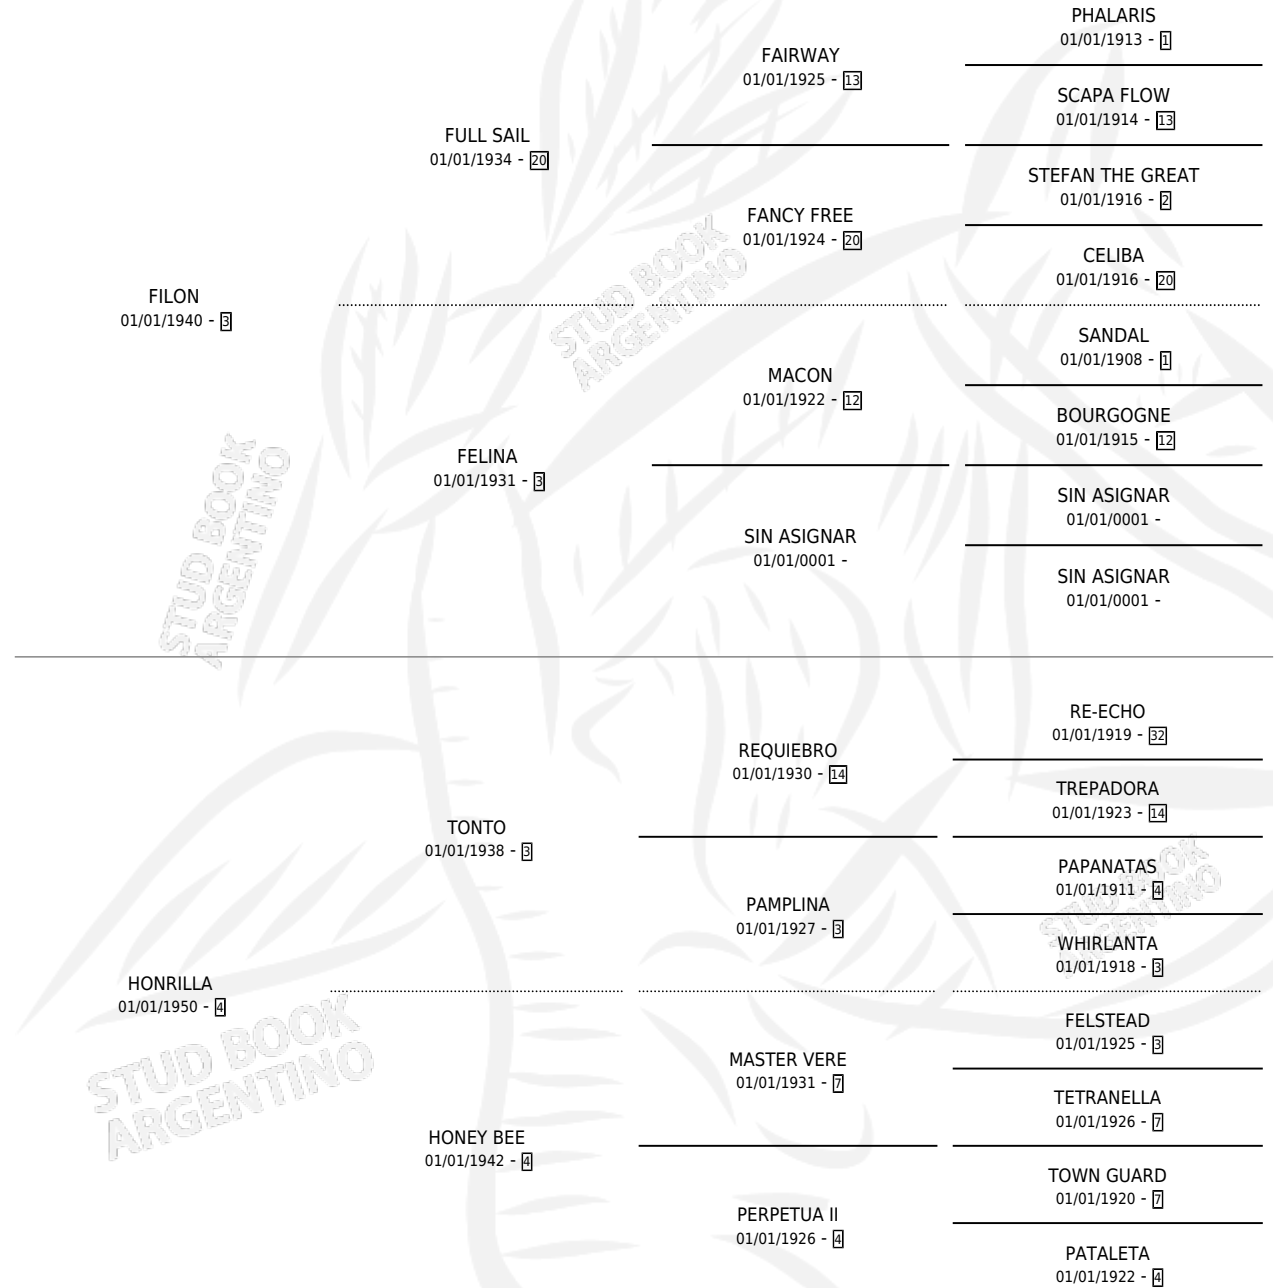 PHALARIS
01/01/1913 - 1
FAIRWAY
01/01/1925 - 13
SCAPA FLOW
01/01/1914 - 13
FULL SAIL
01/01/1934 - 20
STEFAN THE GREAT
01/01/1916 - 2
FANCY FREE
01/01/1924 - 20
CELIBA
01/01/1916 - 20
FILON
01/01/1940 - 3
SANDAL
01/01/1908 - 1
MACON
01/01/1922 - 12
BOURGOGNE
01/01/1915 - 12
FELINA
01/01/1931 - 3
SIN ASIGNAR
01/01/0001 -
SIN ASIGNAR
01/01/0001 -
SIN ASIGNAR
01/01/0001 -
RE-ECHO
01/01/1919 - 32
REQUIEBRO
01/01/1930 - 14
TREPADORA
01/01/1923 - 14
TONTO
01/01/1938 - 3
PAPANATAS
01/01/1911 - 4
PAMPLINA
01/01/1927 - 3
WHIRLANTA
01/01/1918 - 3
HONRILLA
01/01/1950 - 4
FELSTEAD
01/01/1925 - 3
MASTER VERE
01/01/1931 - 7
TETRANELLA
01/01/1926 - 7
HONEY BEE
01/01/1942 - 4
TOWN GUARD
01/01/1920 - 7
PERPETUA II
01/01/1926 - 4
PATALETA
01/01/1922 - 4
STUD BOOK
ARGENTINO
STUD BOOK
ARGENTINO
STUD BOOK
ARGENTINO
STUD BOOK
ARGENTINO